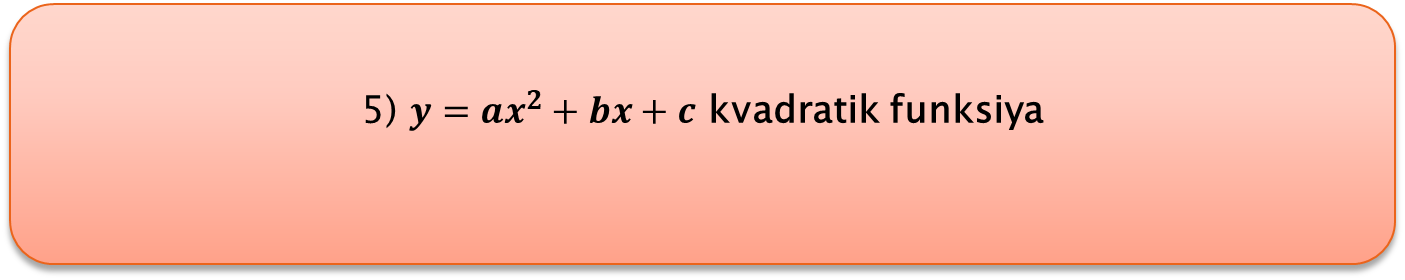 5) y = ax² + bx + c kvadratik funksiya